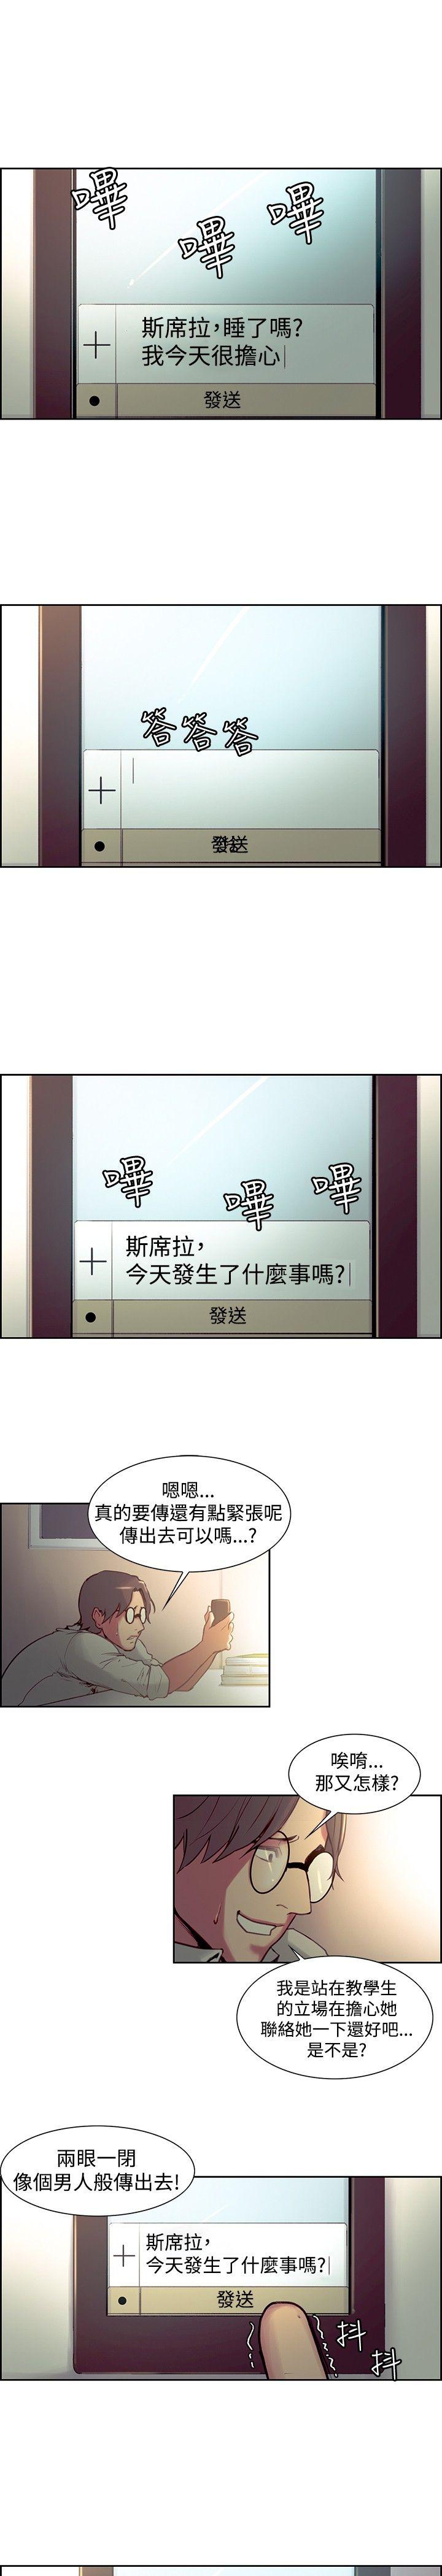 嗶
嗶
嗶
斯席拉,睡了嗎?
我今天很擔心
發送
答答答
發送
嗶
嗶
嗶
斯席拉,
今天發生了什麼事嗎?
發送
嗯嗯...
真的要傳還有點緊張呢
傳出去可以嗎...?
唉唷...
那又怎樣?
我是站在教學生
的立場在擔心她
聯絡她一下還好吧...
是不是?
兩眼一閉
像個男人般傳出去!
斯席拉,
今天發生了什麼事嗎?
發送
抖
抖